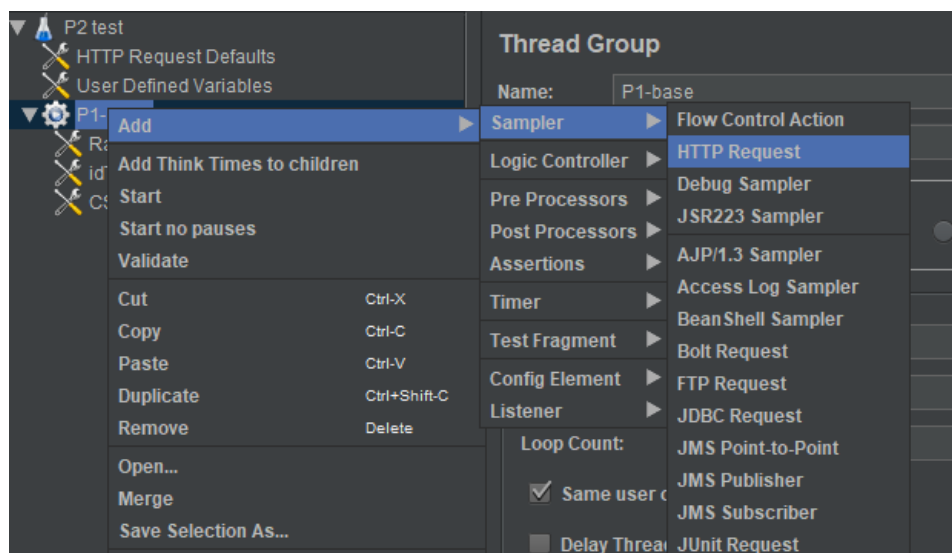 P2 test
HTTP Request Defaults
User Defined Variables
P1-
Ra
id
CS
Thread Group
Name: P1-base
Add
Add Think Times to children
Start
Start no pauses
Validate
Cut Ctrl-X
Copy Ctrl-C
Paste Ctrl-V
Duplicate Ctrl+Shift-C
Remove Delete
Open...
Merge
Save Selection As...
Sampler
Logic Controller
Pre Processors
Post Processors
Assertions
Timer
Test Fragment
Config Element
Listener
Flow Control Action
HTTP Request
Debug Sampler
JSR223 Sampler
AJP/1.3 Sampler
Access Log Sampler
BeanShell Sampler
Bolt Request
FTP Request
JDBC Request
JMS Point-to-Point
JMS Publisher
JMS Subscriber
JUnit Request
Loop Count:
Same user
Delay Threa